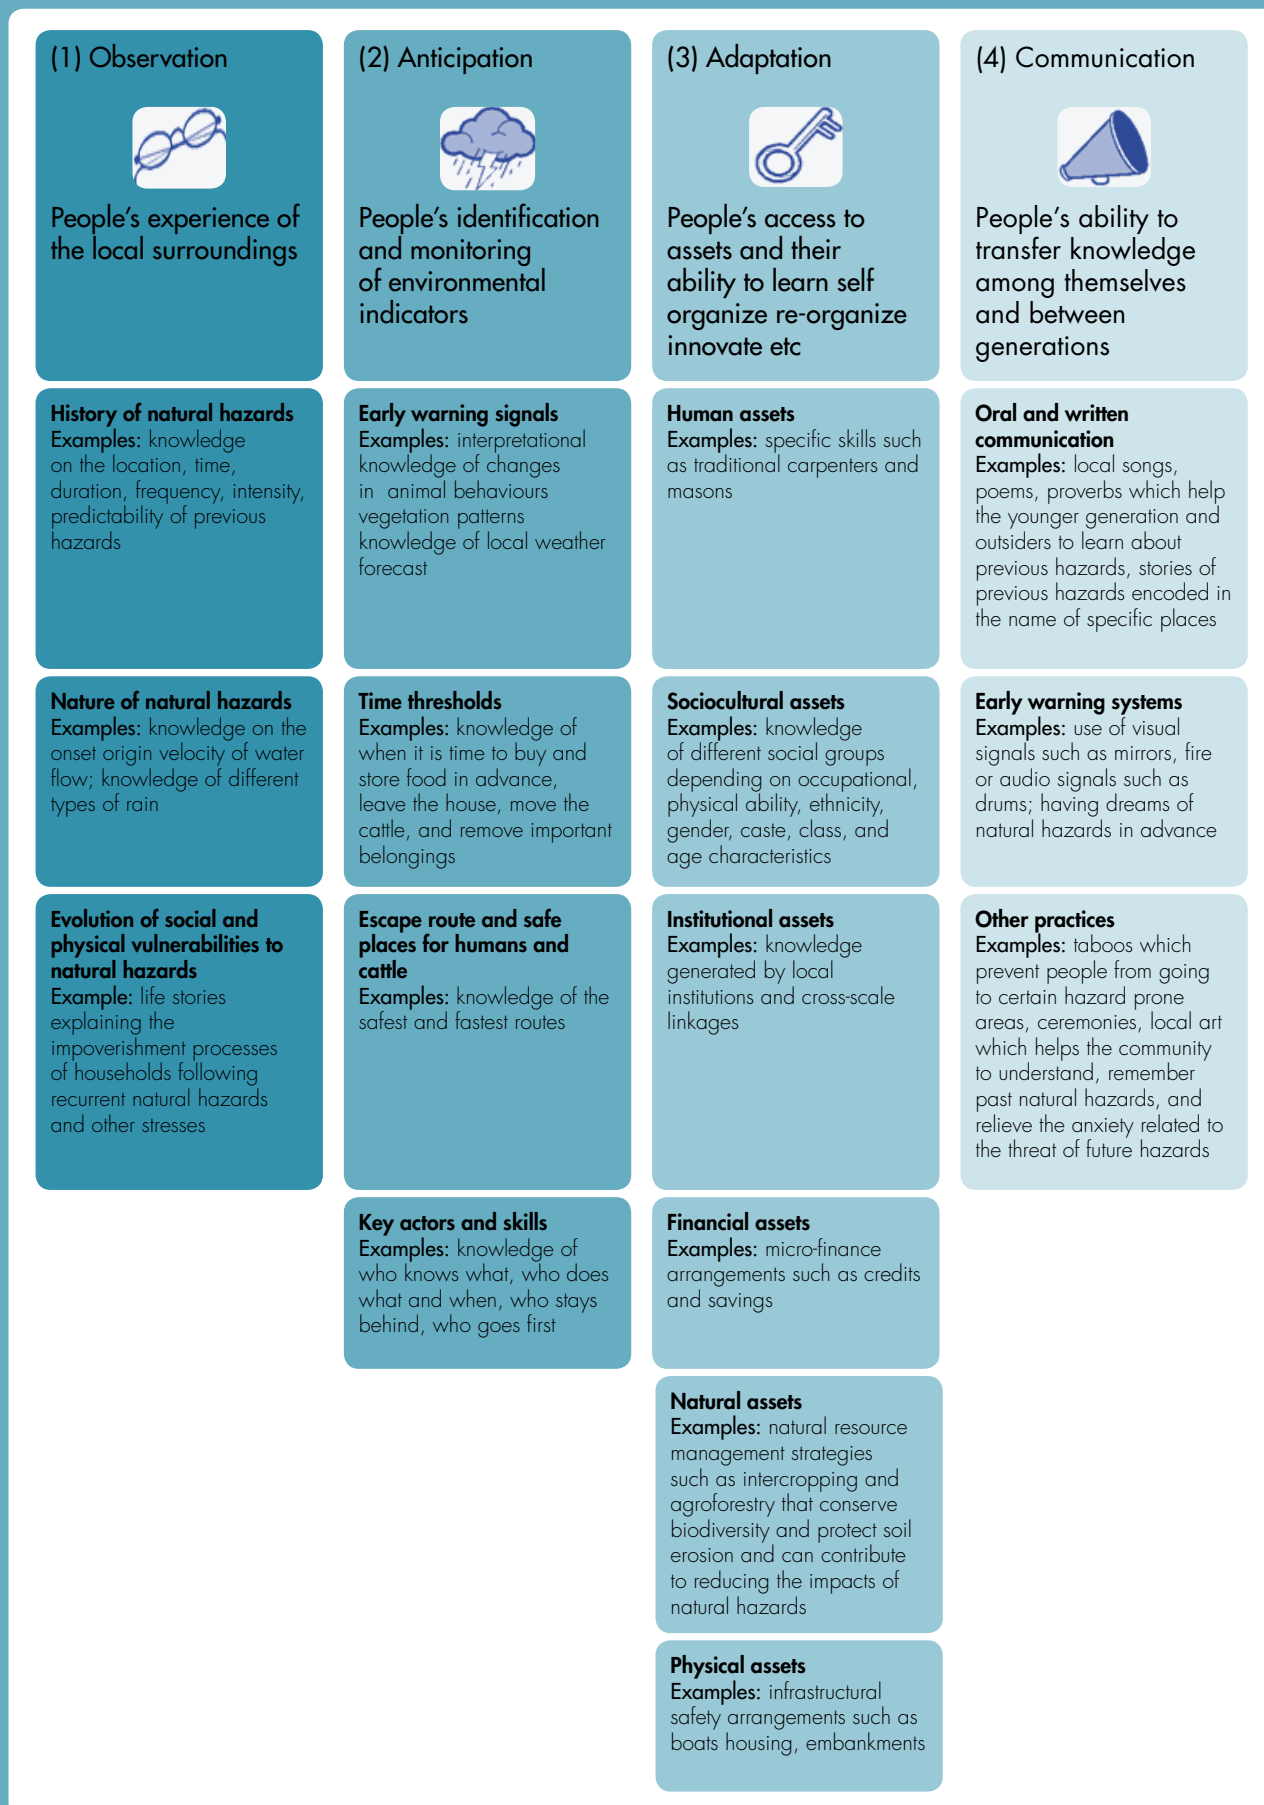 (1) Observation
People’s experience of
the local surroundings
History of natural hazards
Examples: knowledge
on the location, time,
duration, frequency, intensity,
predictability of previous
hazards
Nature of natural hazards
Examples: knowledge on the
onset origin velocity of water
flow; knowledge of different
types of rain
Evolution of social and
physical vulnerabilities to
natural hazards
Example: life stories
explaining the
impoverishment processes
of households following
recurrent natural hazards
and other stresses
(2) Anticipation
People’s identification
and monitoring
of environmental
indicators
Early warning signals
Examples: interpretational
knowledge of changes
in animal behaviours
vegetation patterns
knowledge of local weather
forecast
Time thresholds
Examples: knowledge of
when it is time to buy and
store food in advance,
leave the house, move the
cattle, and remove important
belongings
Escape route and safe
places for humans and
cattle
Examples: knowledge of the
safest and fastest routes
Key actors and skills
Examples: knowledge of
who knows what, who does
what and when, who stays
behind, who goes first
(3) Adaptation
People’s access to
assets and their
ability to learn self
organize re-organize
innovate etc
Human assets
Examples: specific skills such
as traditional carpenters and
masons
Sociocultural assets
Examples: knowledge
of different social groups
depending on occupational,
physical ability, ethnicity,
gender, caste, class, and
age characteristics
Institutional assets
Examples: knowledge
generated by local
institutions and cross-scale
linkages
Financial assets
Examples: micro-finance
arrangements such as credits
and savings
Natural assets
Examples: natural resource
management strategies
such as intercropping and
agroforestry that conserve
biodiversity and protect soil
erosion and can contribute
to reducing the impacts of
natural hazards
Physical assets
Examples: infrastructural
safety arrangements such as
boats housing, embankments
(4) Communication
People’s ability to
transfer knowledge
among themselves
and between
generations
Oral and written
communication
Examples: local songs,
poems, proverbs which help
the younger generation and
outsiders to learn about
previous hazards, stories of
previous hazards encoded in
the name of specific places
Early warning systems
Examples: use of visual
signals such as mirrors, fire
or audio signals such as
drums; having dreams of
natural hazards in advance
Other practices
Examples: taboos which
prevent people from going
to certain hazard prone
areas, ceremonies, local art
which helps the community
to understand, remember
past natural hazards, and
relieve the anxiety related to
the threat of future hazards